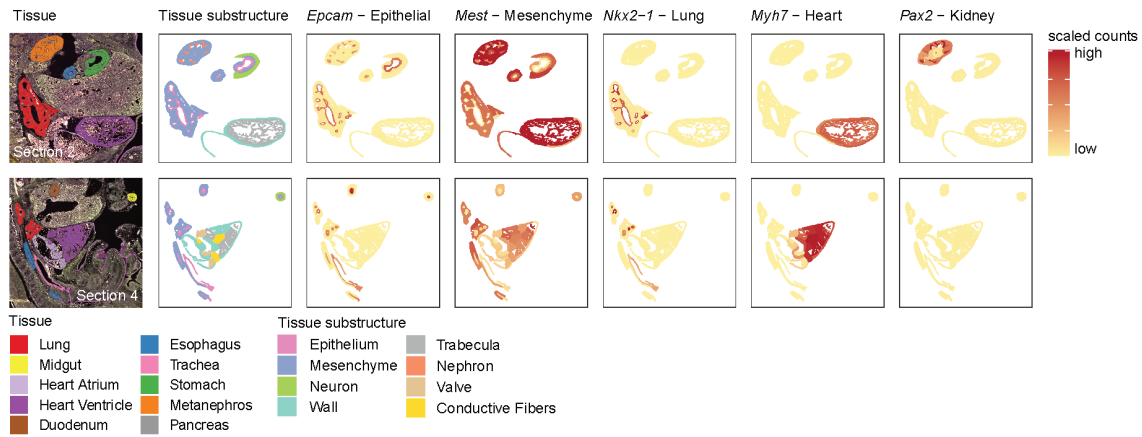 Tissue Tissue substructure Epcam − Epithelial Mest − Mesenchyme Nkx2−1 − Lung Myh7 − Heart Pax2 − Kidney
scaled counts
high
low
Section 2
Section 4
Tissue
Lung Esophagus
Midgut Trachea
Heart Atrium Stomach
Heart Ventricle Metanephros
Duodenum Pancreas
Tissue substructure
Epithelium Trabecula
Mesenchyme Nephron
Neuron Valve
Wall Conductive Fibers